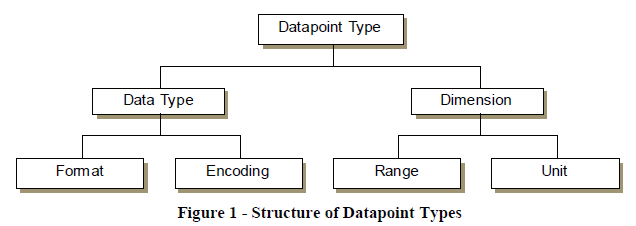 Datapoint Type
Data Type
Dimension
Format
Encoding
Range
Unit
Figure 1 - Structure of Datapoint Types